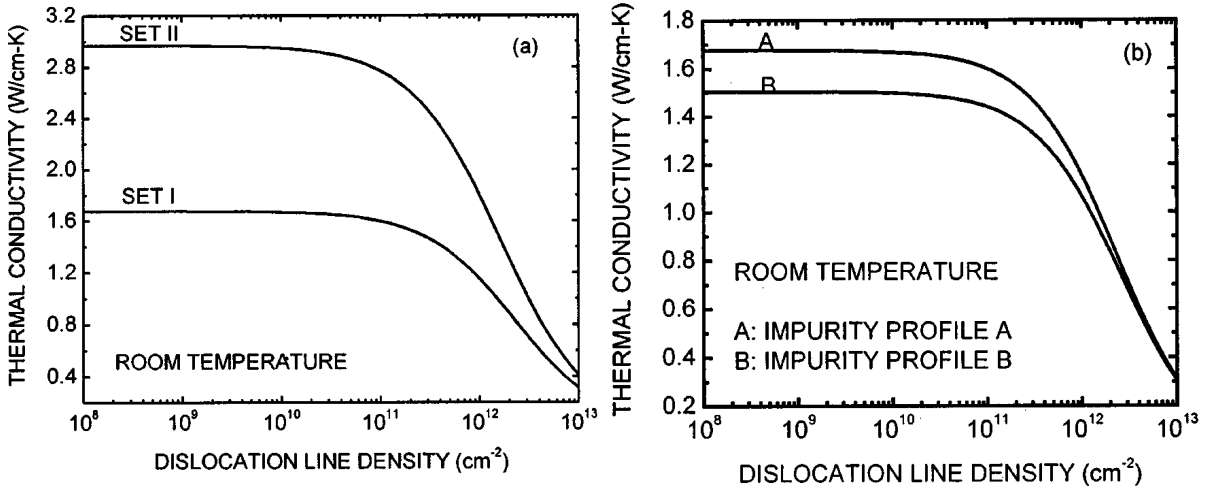 (a)
SET II
SET I
ROOM TEMPERATURE
THERMAL CONDUCTIVITY (W/cm-K)
3.2
2.8
2.4
2.0
1.6
1.2
0.8
0.4
10^8
10^9
10^10
10^11
10^12
10^13
DISLOCATION LINE DENSITY (cm^-2)
(b)
A
B
ROOM TEMPERATURE
A: IMPURITY PROFILE A
B: IMPURITY PROFILE B
THERMAL CONDUCTIVITY (W/cm-K)
1.8
1.6
1.4
1.2
1.0
0.8
0.6
0.4
0.2
10^8
10^9
10^10
10^11
10^12
10^13
DISLOCATION LINE DENSITY (cm^-2)